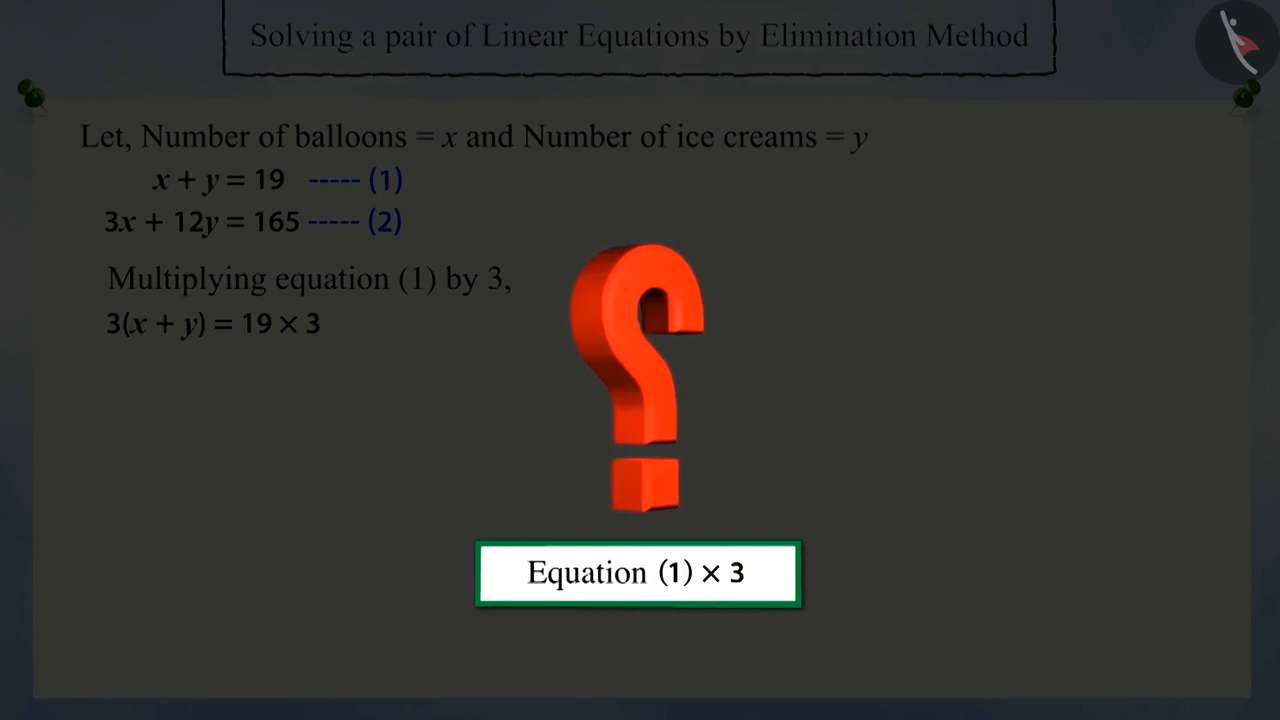 Solving a pair of Linear Equations by Elimination Method
Let, Number of balloons = x and Number of ice creams = y
x + y = 19 ----- (1)
3x + 12y = 165 ----- (2)
Multiplying equation (1) by 3,
3(x + y) = 19 × 3
?
Equation (1) × 3